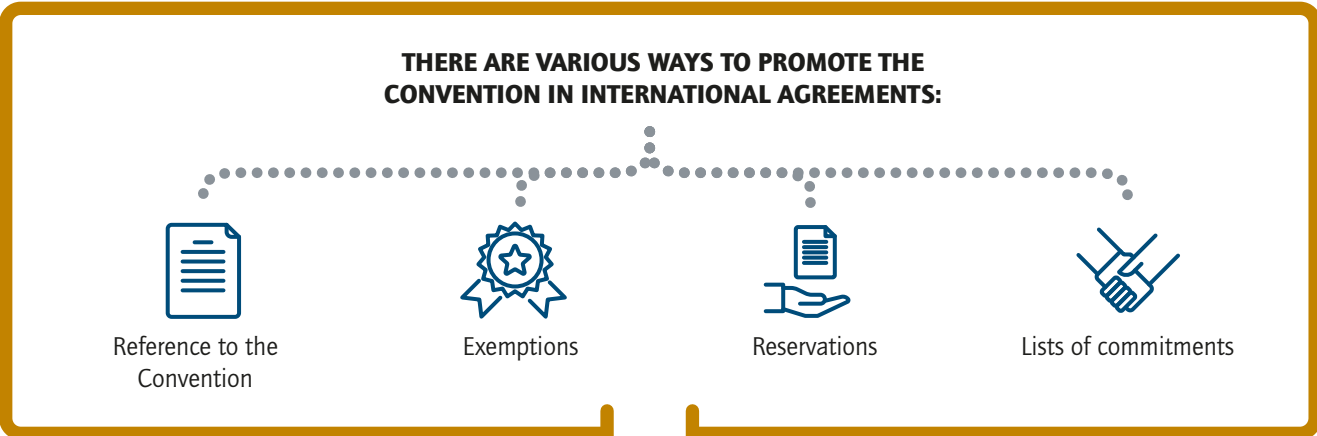 THERE ARE VARIOUS WAYS TO PROMOTE THE
CONVENTION IN INTERNATIONAL AGREEMENTS:
Reference to the
Convention
Exemptions
Reservations
Lists of commitments